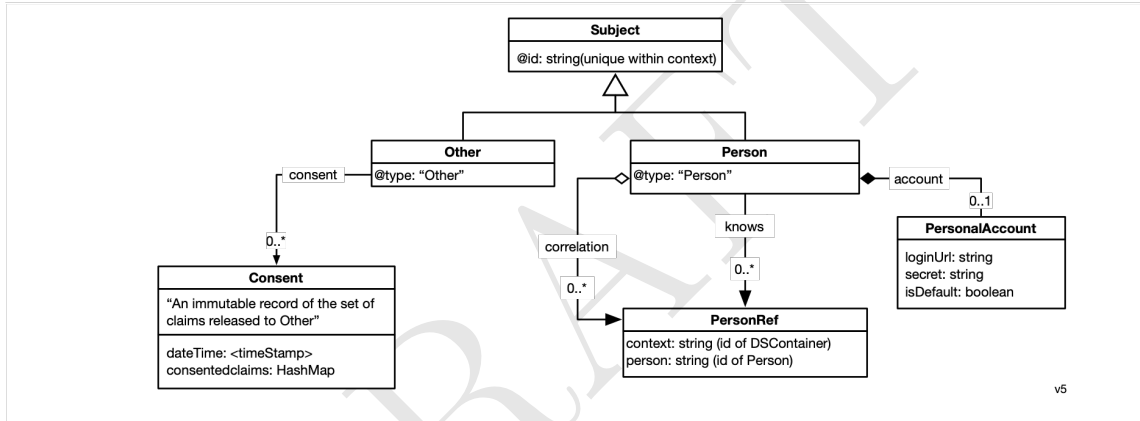 Subject
@id: string(unique within context)
Other
@type: “Other”
Person
@type: “Person”
consent
account
0..1
knows
PersonalAccount
0..*
correlation
loginUrl: string
secret: string
isDefault: boolean
0..*
0..*
Consent
“An immutable record of the set of
claims released to Other”
dateTime: <timeStamp>
consentedclaims: HashMap
PersonRef
context: string (id of DSContainer)
person: string (id of Person)
v5
DRAFT